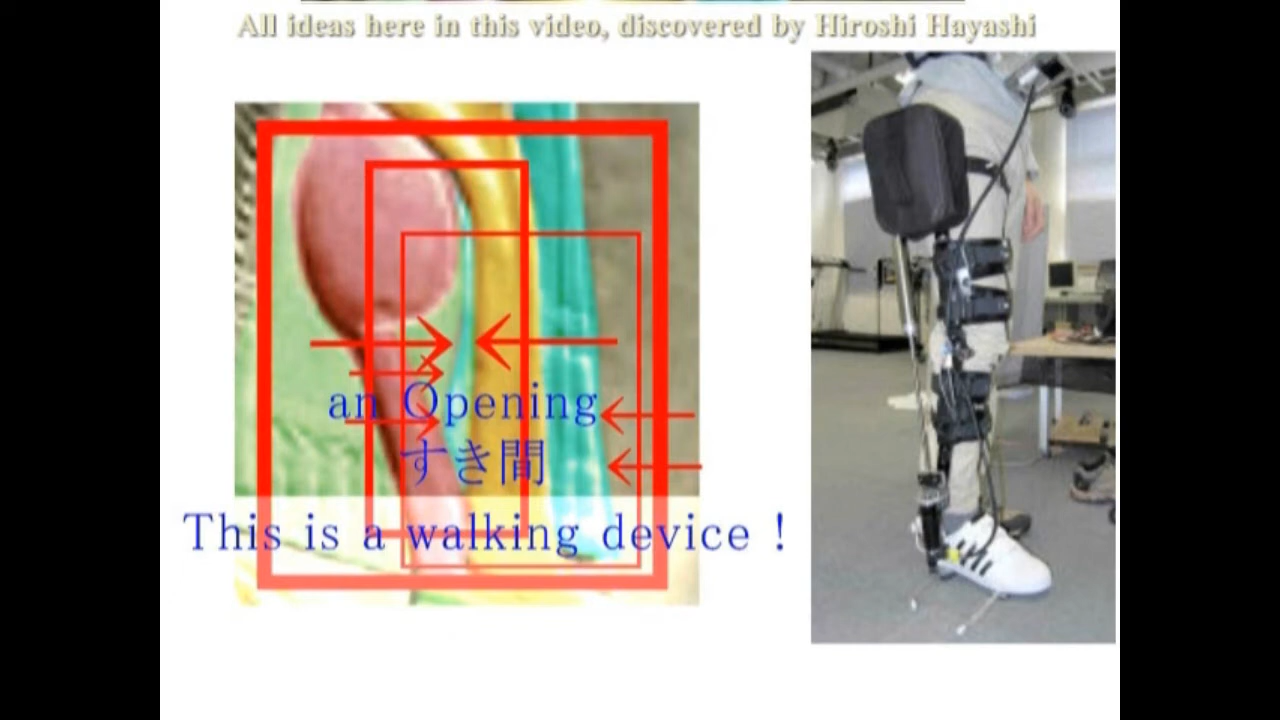 All ideas here in this video, discovered by Hiroshi Hayashi
an Opening
すき間
This is a walking device !